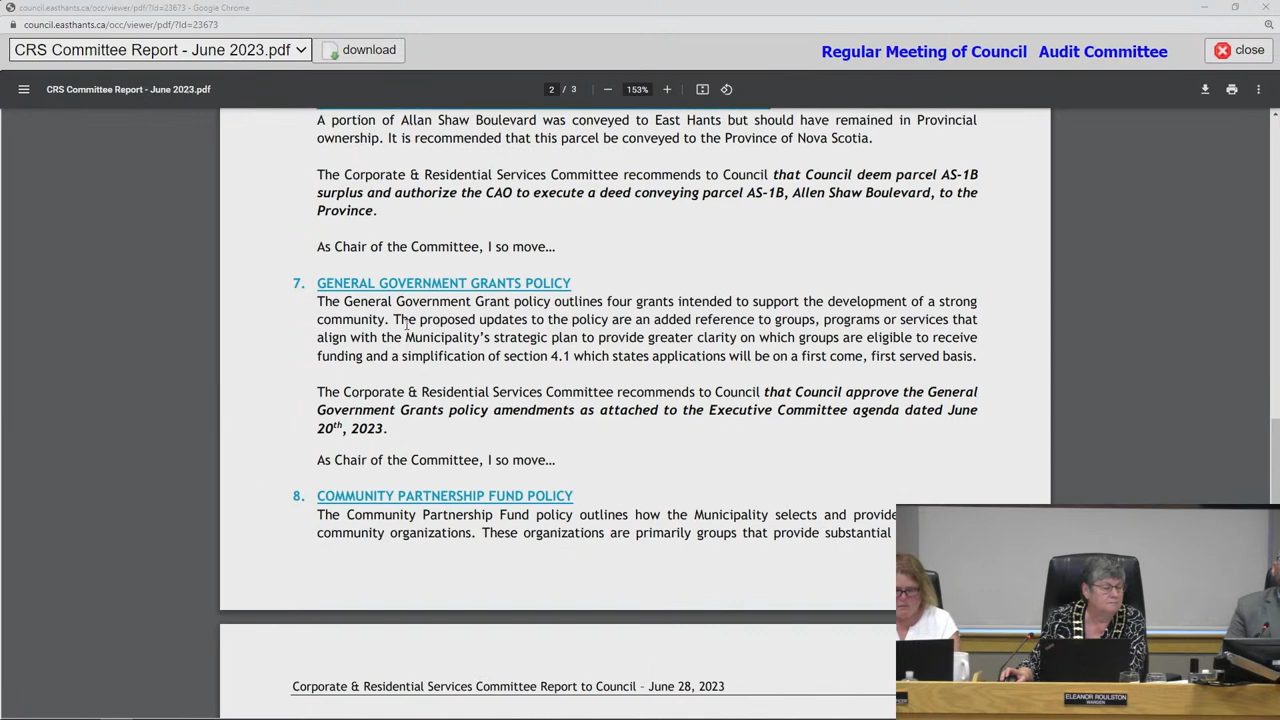 council.easthants.ca/occ/viewer/pdf/?Id=23673 - Google Chrome
council.easthants.ca/occ/viewer/pdf/?Id=23673
CRS Committee Report - June 2023.pdf download Regular Meeting of Council Audit Committee close
CRS Committee Report - June 2023.pdf 2 / 3 153%
A portion of Allan Shaw Boulevard was conveyed to East Hants but should have remained in Provincial
ownership. It is recommended that this parcel be conveyed to the Province of Nova Scotia.
The Corporate & Residential Services Committee recommends to Council that Council deem parcel AS-1B
surplus and authorize the CAO to execute a deed conveying parcel AS-1B, Allen Shaw Boulevard, to the
Province.
As Chair of the Committee, I so move…
7. GENERAL GOVERNMENT GRANTS POLICY
The General Government Grant policy outlines four grants intended to support the development of a strong
community. The proposed updates to the policy are an added reference to groups, programs or services that
align with the Municipality's strategic plan to provide greater clarity on which groups are eligible to receive
funding and a simplification of section 4.1 which states applications will be on a first come, first served basis.
The Corporate & Residential Services Committee recommends to Council that Council approve the General
Government Grants policy amendments as attached to the Executive Committee agenda dated June
20th, 2023.
As Chair of the Committee, I so move…
8. COMMUNITY PARTNERSHIP FUND POLICY
The Community Partnership Fund policy outlines how the Municipality selects and provide
community organizations. These organizations are primarily groups that provide substantial
Corporate & Residential Services Committee Report to Council - June 28, 2023
ELEANOR ROULSTON
WARDEN